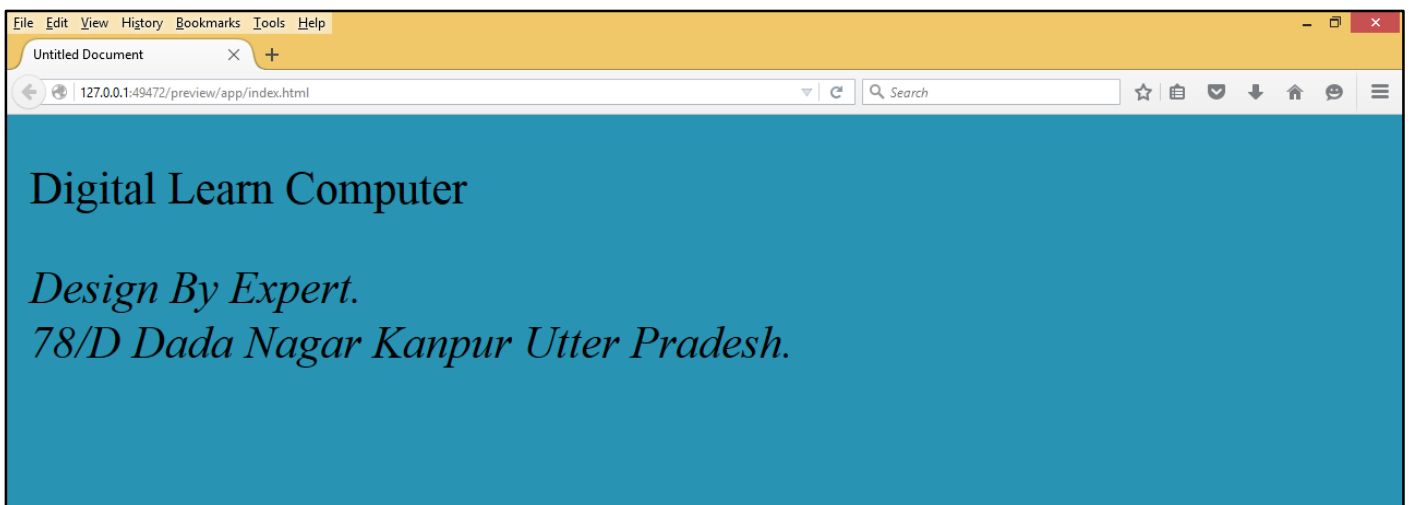 File Edit View History Bookmarks Tools Help
Untitled Document
127.0.0.1:49472/preview/app/index.html Search
Digital Learn Computer
Design By Expert.
78/D Dada Nagar Kanpur Utter Pradesh.